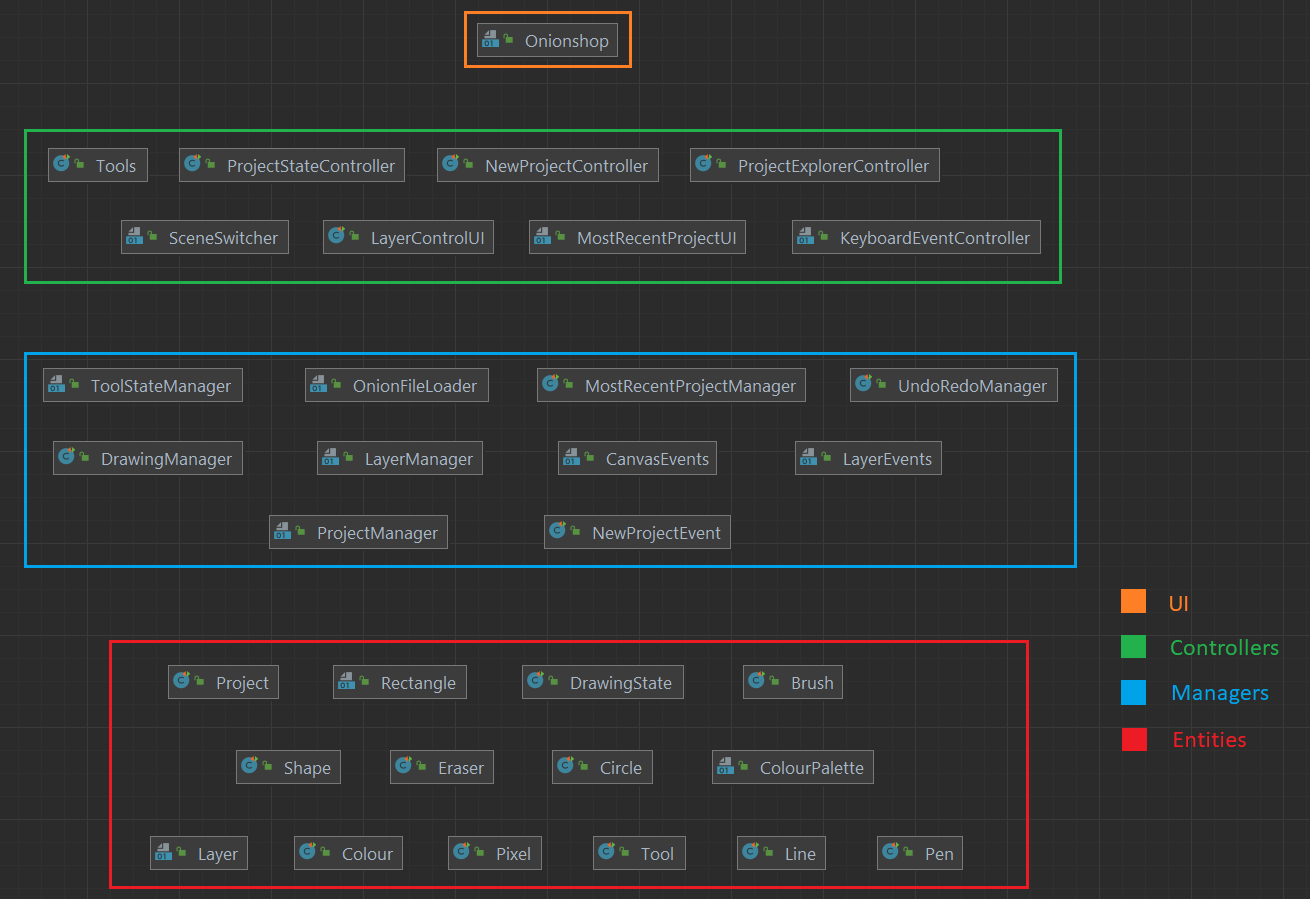 Onionshop
Tools ProjectStateController NewProjectController ProjectExplorerController
SceneSwitcher LayerControlUI MostRecentProjectUI KeyboardEventController
ToolStateManager OnionFileLoader MostRecentProjectManager UndoRedoManager
DrawingManager LayerManager CanvasEvents LayerEvents
ProjectManager NewProjectEvent
UI
Controllers
Managers
Entities
Project Rectangle DrawingState Brush
Shape Eraser Circle ColourPalette
Layer Colour Pixel Tool Line Pen